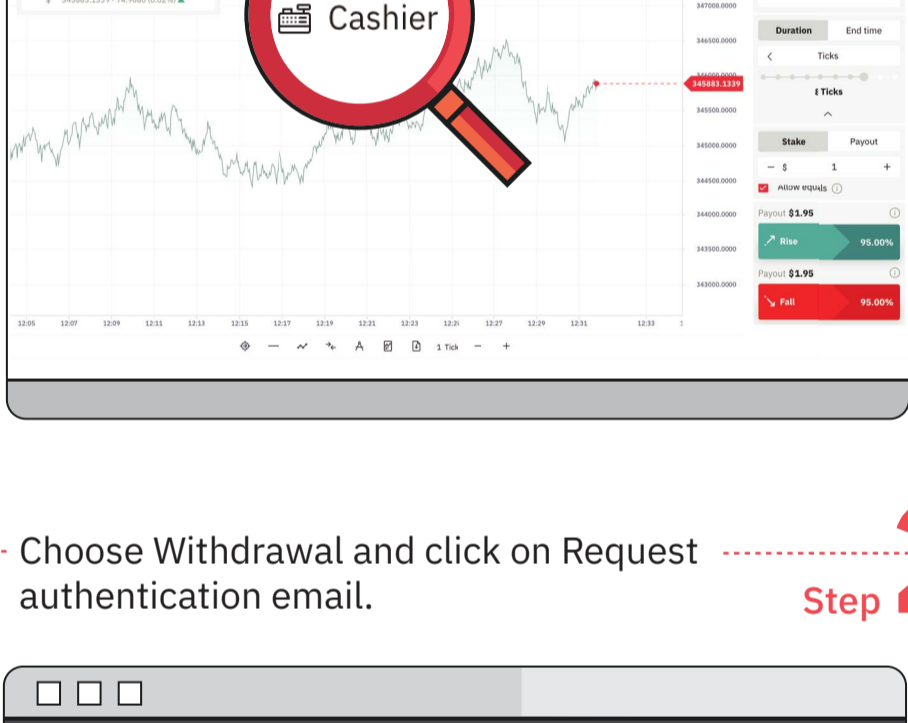 Cashier
347000.0000
346500.0000
345883.1339
345500.0000
345000.0000
344500.0000
344000.0000
343500.0000
343000.0000
12:05 12:07 12:09 12:11 12:13 12:15 12:17 12:19 12:21 12:23 12:27 12:29 12:31 12:33
1 Tick
Duration End time
Ticks
Ticks
Stake Payout
− $ 1 +
Allow equals
Payout $1.95
Rise 95.00%
Payout $1.95
Fall 95.00%
Choose Withdrawal and click on Request
authentication email.
Step